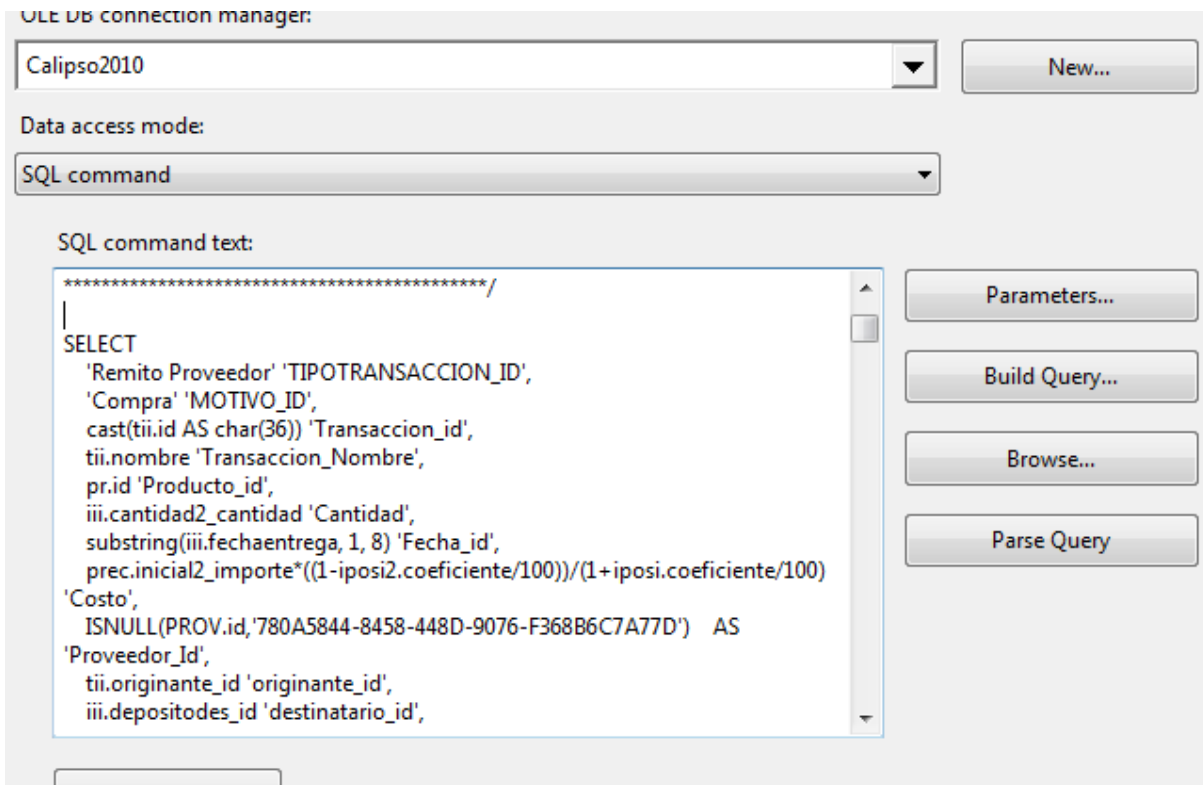 OLE DB connection manager:
Calipso2010
New...
Data access mode:
SQL command
SQL command text:
*********************************************/
Parameters...
SELECT
'Remito Proveedor' 'TIPOTRANSACCION_ID',
Build Query...
'Compra' 'MOTIVO_ID',
cast(tii.id AS char(36)) 'Transaccion_id',
tii.nombre 'Transaccion_Nombre',
Browse...
pr.id 'Producto_id',
iii.cantidad2_cantidad 'Cantidad',
substring(iii.fechaentrega, 1, 8) 'Fecha_id',
Parse Query
prec.inicial2_importe*((1-iposi2.coeficiente/100))/(1+iposi.coeficiente/100)
'Costo',
ISNULL(PROV.id,'780A5844-8458-448D-9076-F368B6C7A77D') AS
'Proveedor_Id',
tii.originante_id 'originante_id',
iii.depositodes_id 'destinatario_id',